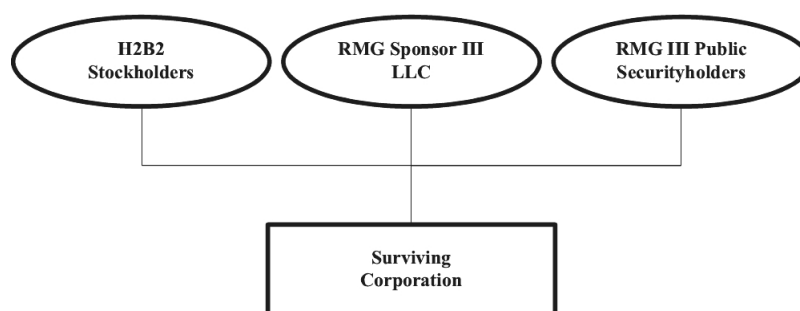 H2B2
Stockholders
RMG Sponsor III
LLC
RMG III Public
Securityholders
Surviving
Corporation